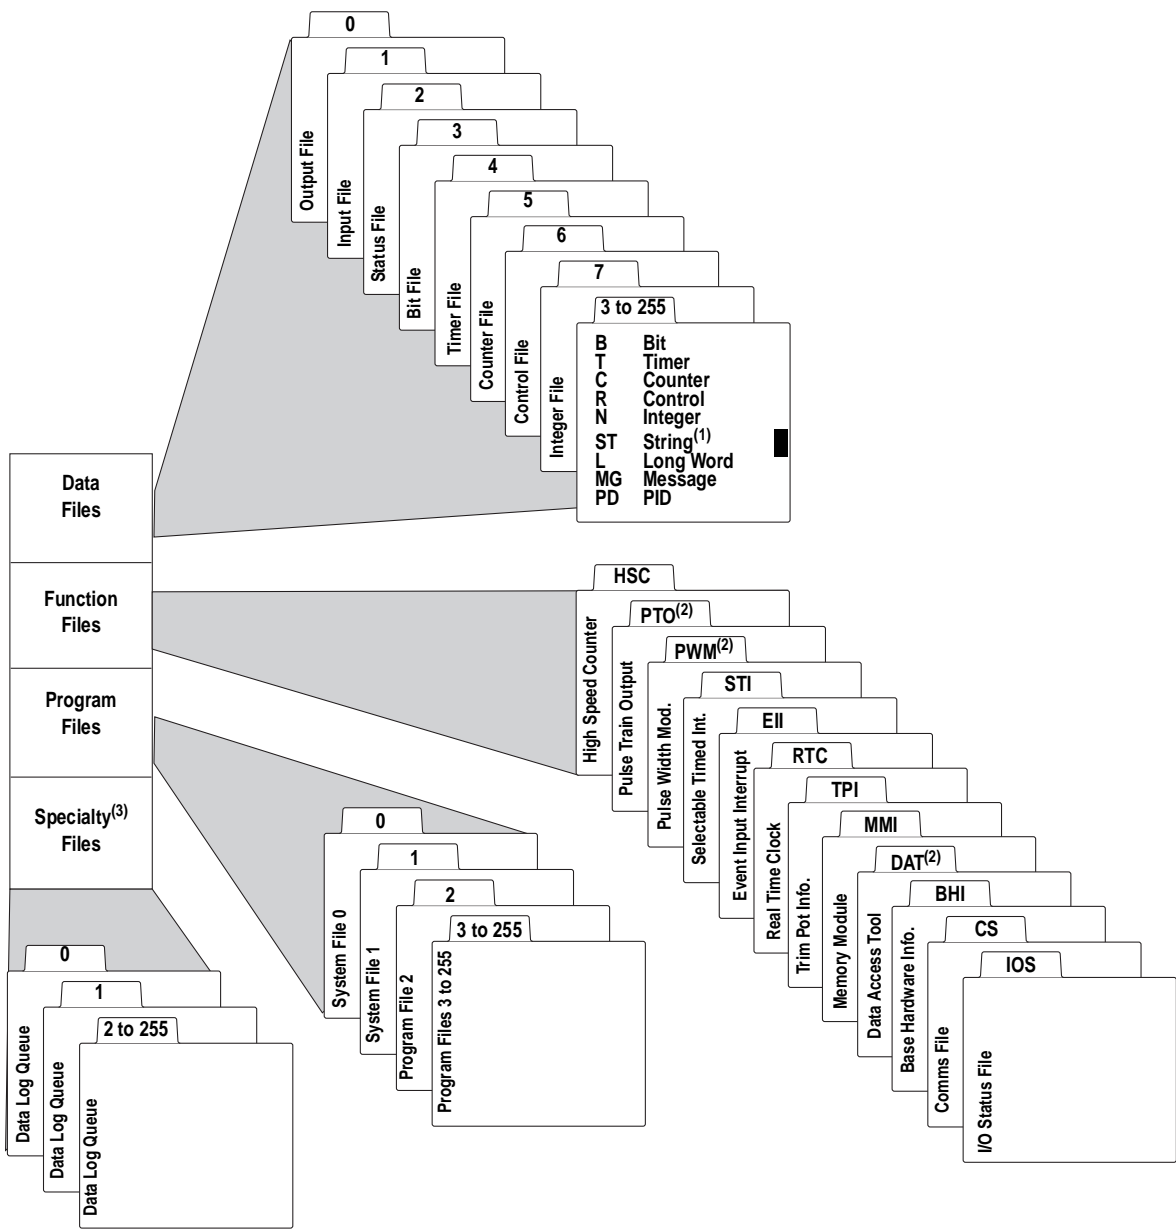 0
Output File
1
Input File
2
Status File
3
Bit File
4
Timer File
5
Counter File
6
Control File
7
Integer File
3 to 255
B Bit
T Timer
C Counter
R Control
N Integer
ST String(1)
L Long Word
MG Message
PD PID
Data
Files
Function
Files
Program
Files
Specialty(3)
Files
HSC
High Speed Counter
PTO(2)
Pulse Train Output
PWM(2)
Pulse Width Mod.
STI
Selectable Timed Int.
EII
Event Input Interrupt
RTC
Real Time Clock
TPI
Trim Pot Info.
MMI
Memory Module
DAT(2)
Data Access Tool
BHI
Base Hardware Info.
CS
Comms File
IOS
I/O Status File
0
System File 0
1
System File 1
2
Program File 2
3 to 255
Program Files 3 to 255
0
Data Log Queue
1
Data Log Queue
2 to 255
Data Log Queue